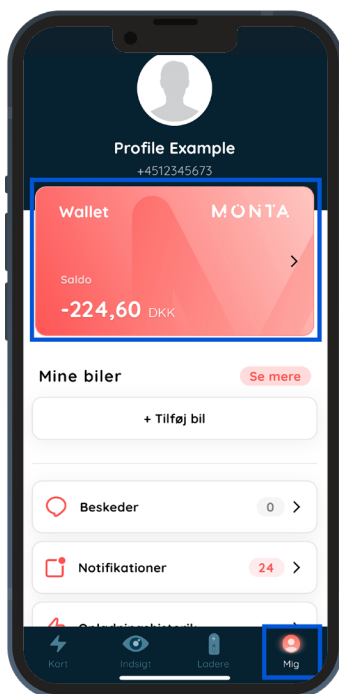 Profile Example
+4512345673
Wallet MONTA
Saldo
-224,60 DKK
Mine biler Se mere
+ Tilføj bil
Beskeder 0
Notifikationer 24
Kort Indsigt Ladere Mig